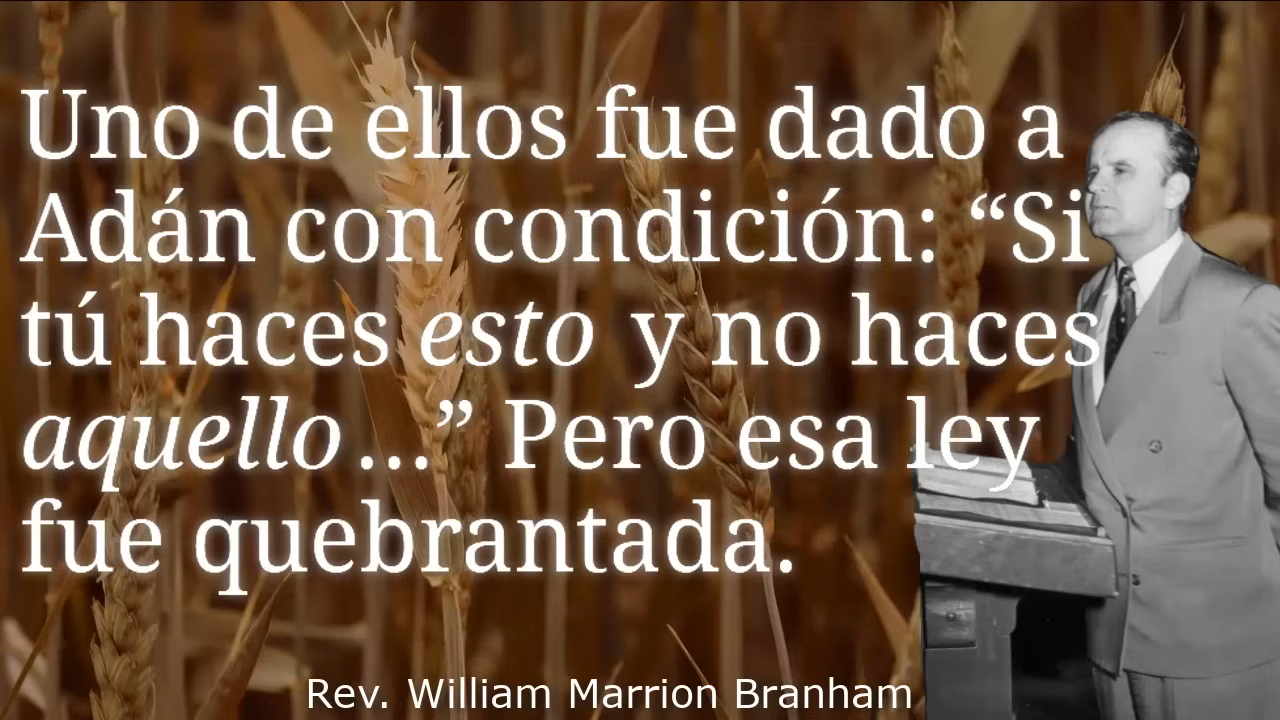 Uno de ellos fue dado a
Adán con condición: “Si
tú haces esto y no haces
aquello…” Pero esa ley
fue quebrantada.
Rev. William Marrion Branham